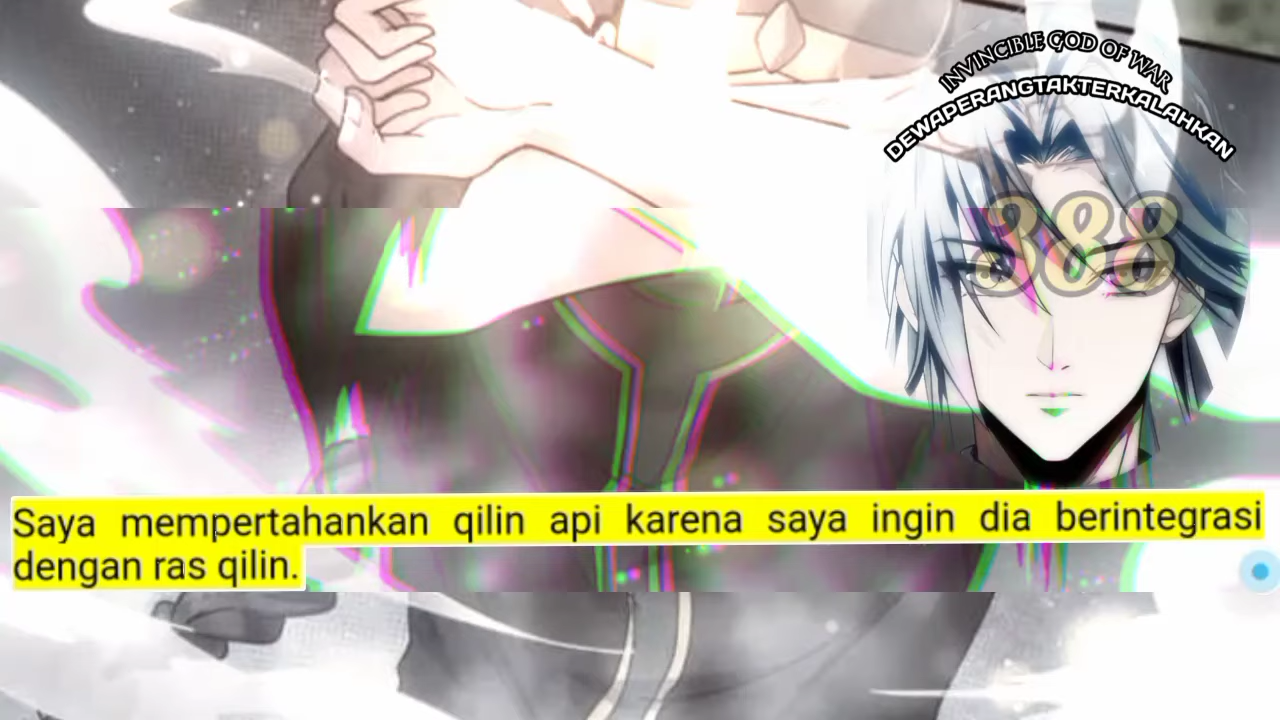 INVINCIBLE GOD OF WAR
DEWAPERANGTAKTERKALAHKAN
388
Saya mempertahankan qilin api karena saya ingin dia berintegrasi
dengan ras qilin.